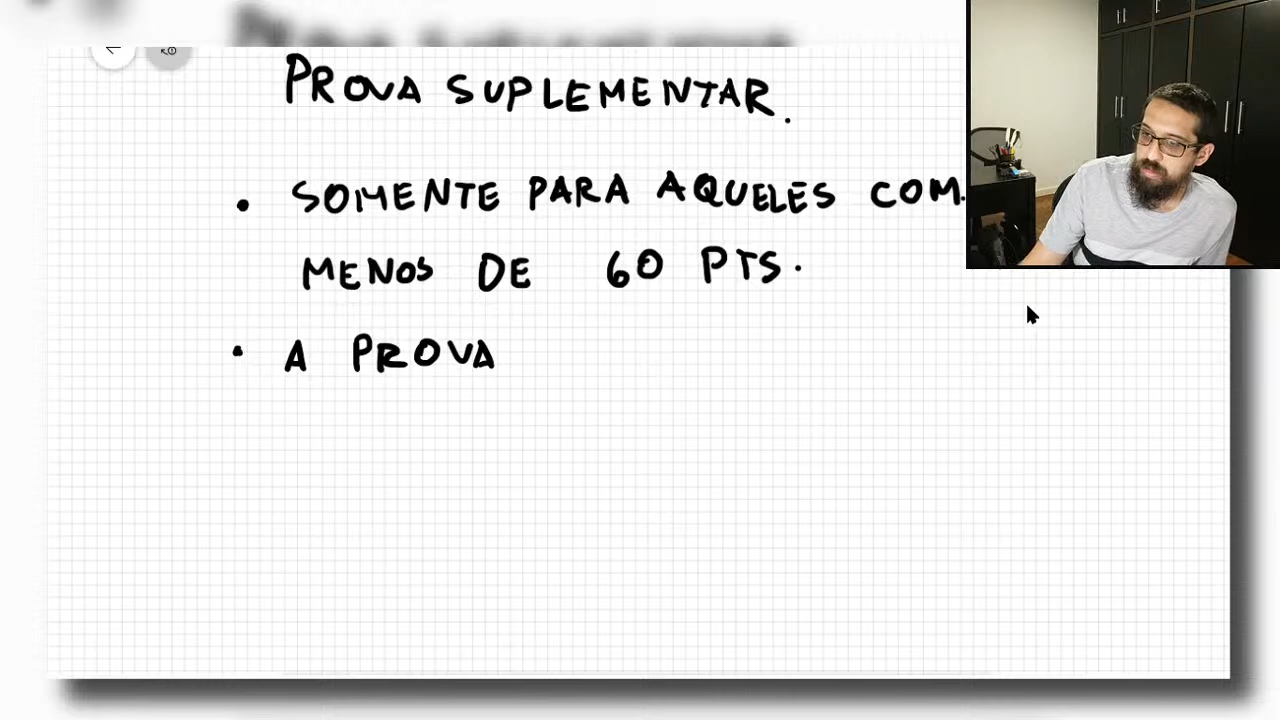 PROVA SUPLEMENTAR.
• SOMENTE PARA AQUELES COM
MENOS DE 60 PTS.
• A PROVA